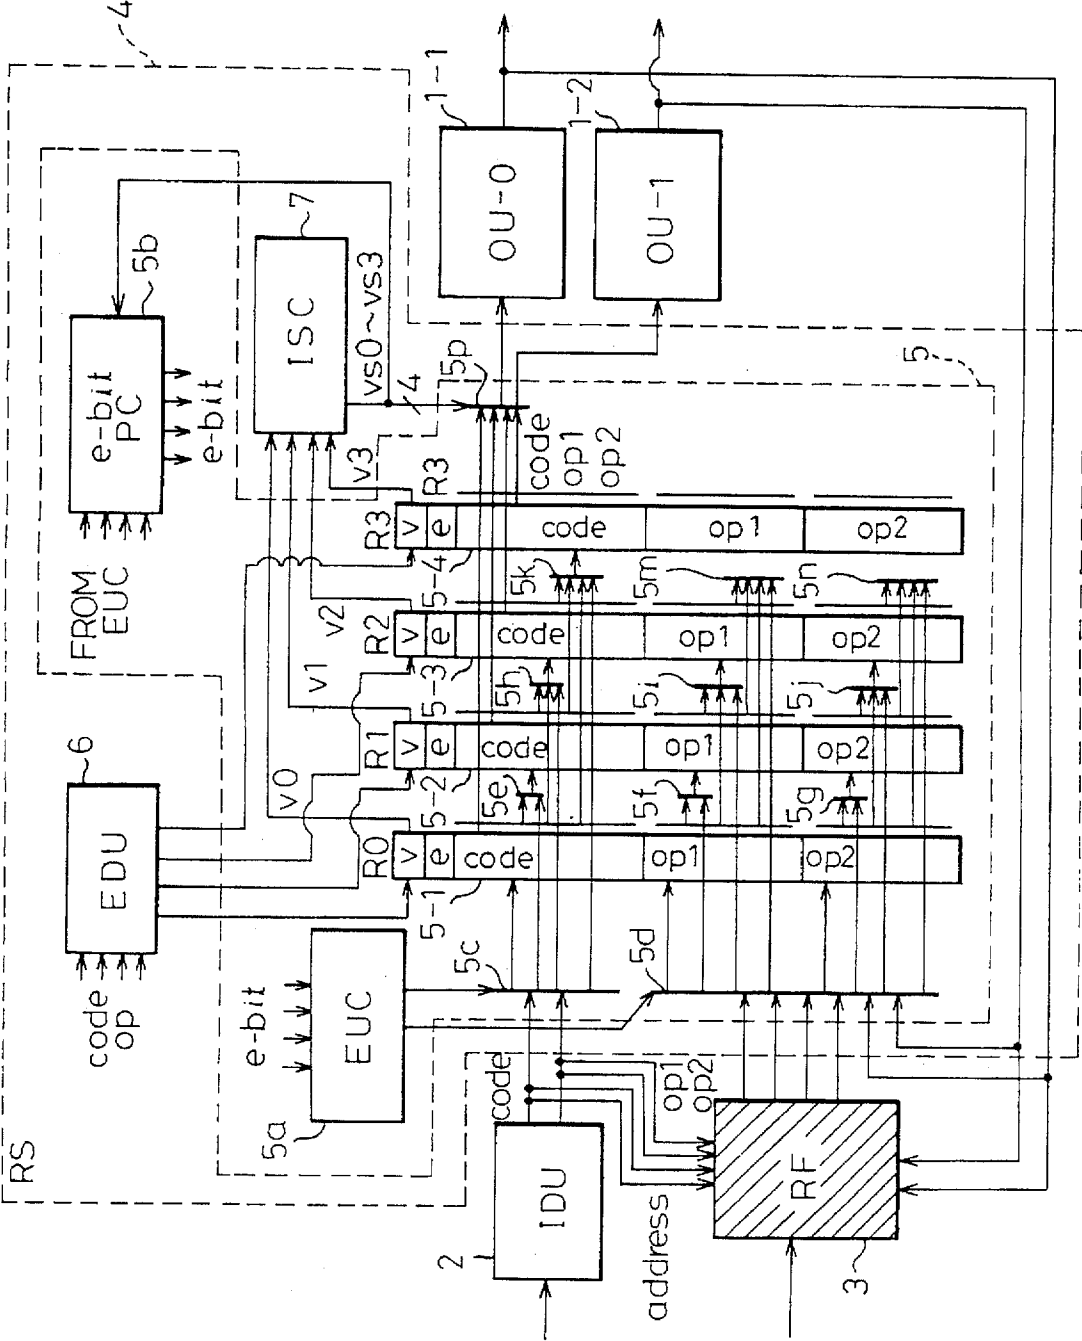 RS
4
FROM
EUC
e-bit
PC
5b
e-bit
6
EDU
code
op
7
ISC
vs0~vs3
4
v0
v1
v2
v3
e-bit
EUC
5a
5c
5d
R0
v
e
code
op1
op2
5-1
R1
v
e
code
op1
op2
5-2
5e
5f
5g
R2
v
e
code
op1
op2
5-3
5h
5i
5j
R3
v
e
code
op1
op2
5-4
5k
5m
5n
R3
code
op1
op2
5p
5
1-1
OU-0
1-2
OU-1
2
IDU
code
op1
op2
address
RF
3